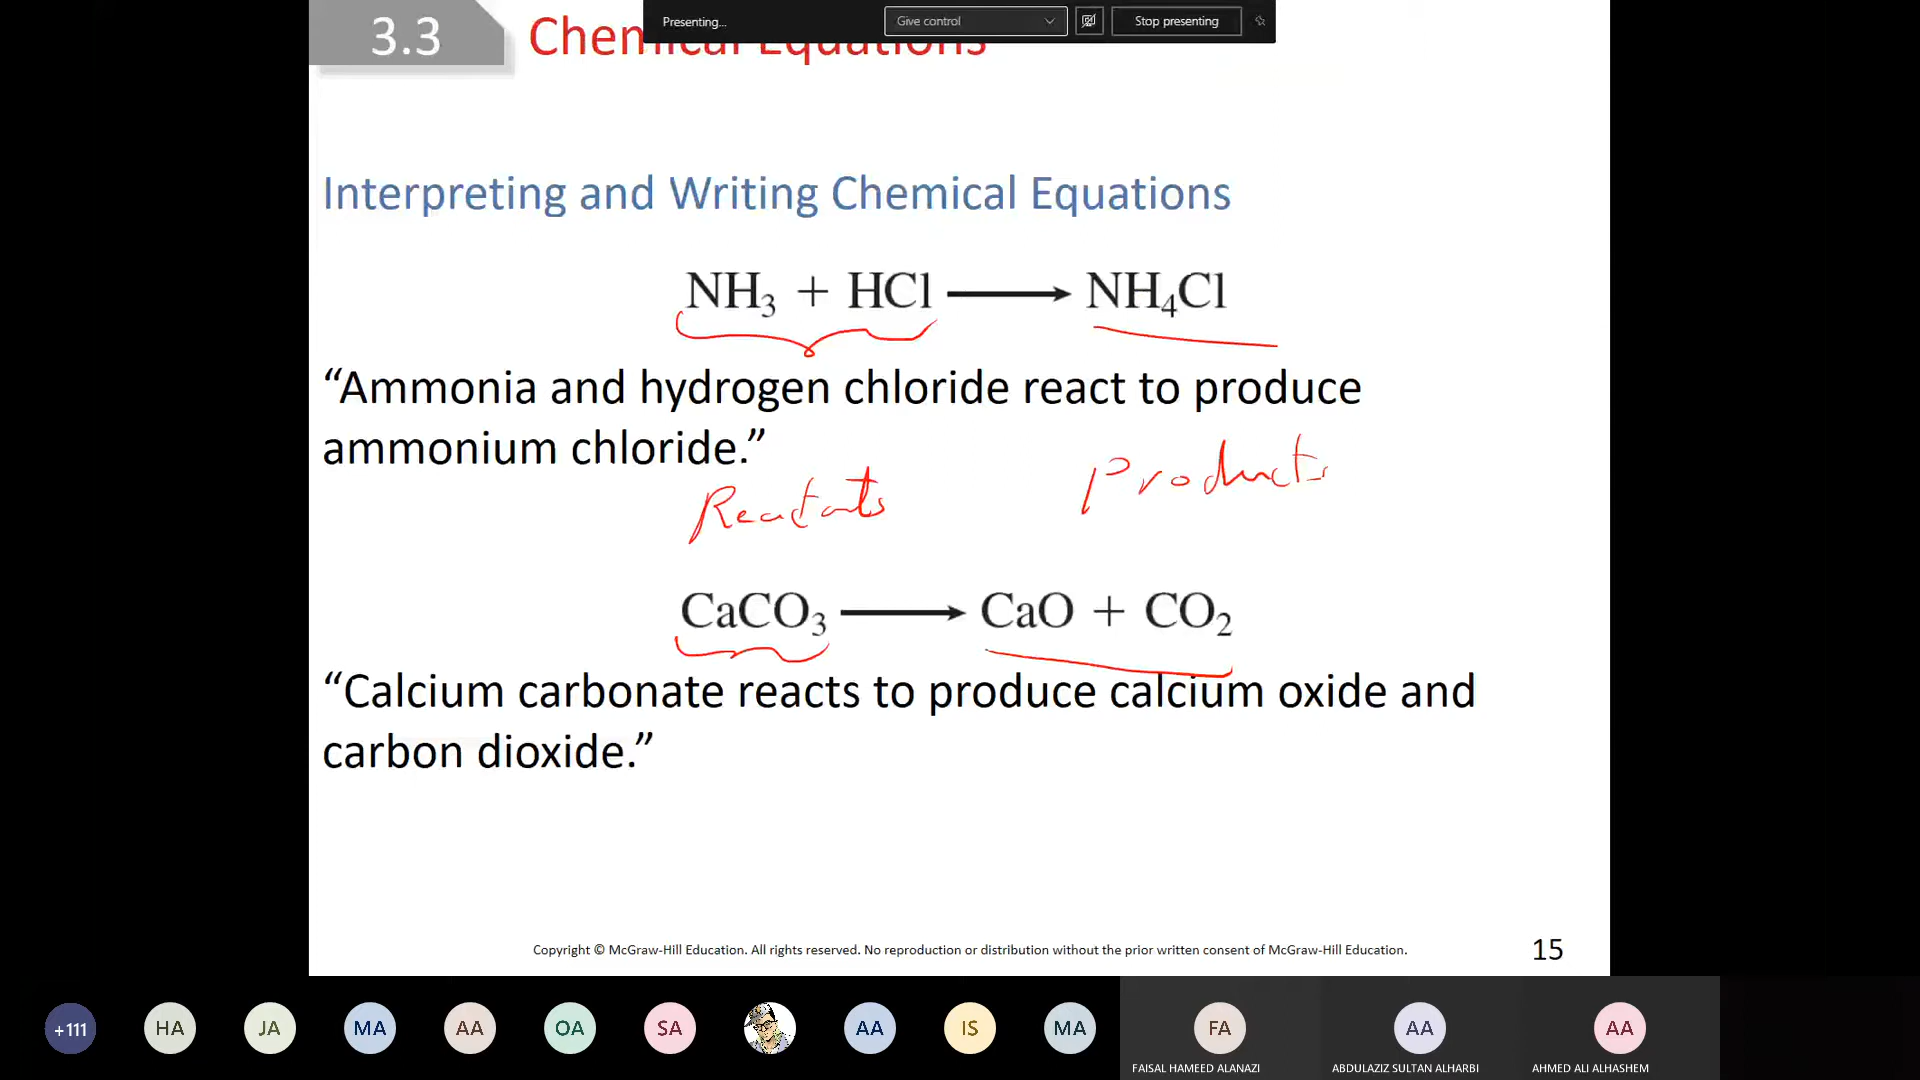 Presenting...
Give control
Stop presenting
3.3 Chemical Equations
Interpreting and Writing Chemical Equations
NH₃ + HCl ⟶ NH₄Cl
“Ammonia and hydrogen chloride react to produce
ammonium chloride.”
Reactants Products
CaCO₃ ⟶ CaO + CO₂
“Calcium carbonate reacts to produce calcium oxide and
carbon dioxide.”
Copyright © McGraw-Hill Education. All rights reserved. No reproduction or distribution without the prior written consent of McGraw-Hill Education.
15
+111 HA JA MA AA OA SA AA IS MA FA AA AA
FAISAL HAMEED ALANAZI ABDULAZIZ SULTAN ALHARBI AHMED ALI ALHASHEM